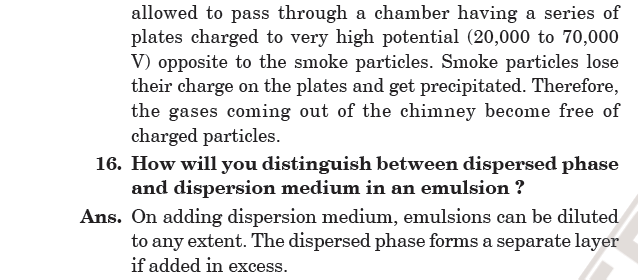 allowed to pass through a chamber having a series of
plates charged to very high potential (20,000 to 70,000
V) opposite to the smoke particles. Smoke particles lose
their charge on the plates and get precipitated. Therefore,
the gases coming out of the chimney become free of
charged particles.
16. How will you distinguish between dispersed phase
and dispersion medium in an emulsion ?
Ans. On adding dispersion medium, emulsions can be diluted
to any extent. The dispersed phase forms a separate layer
if added in excess.